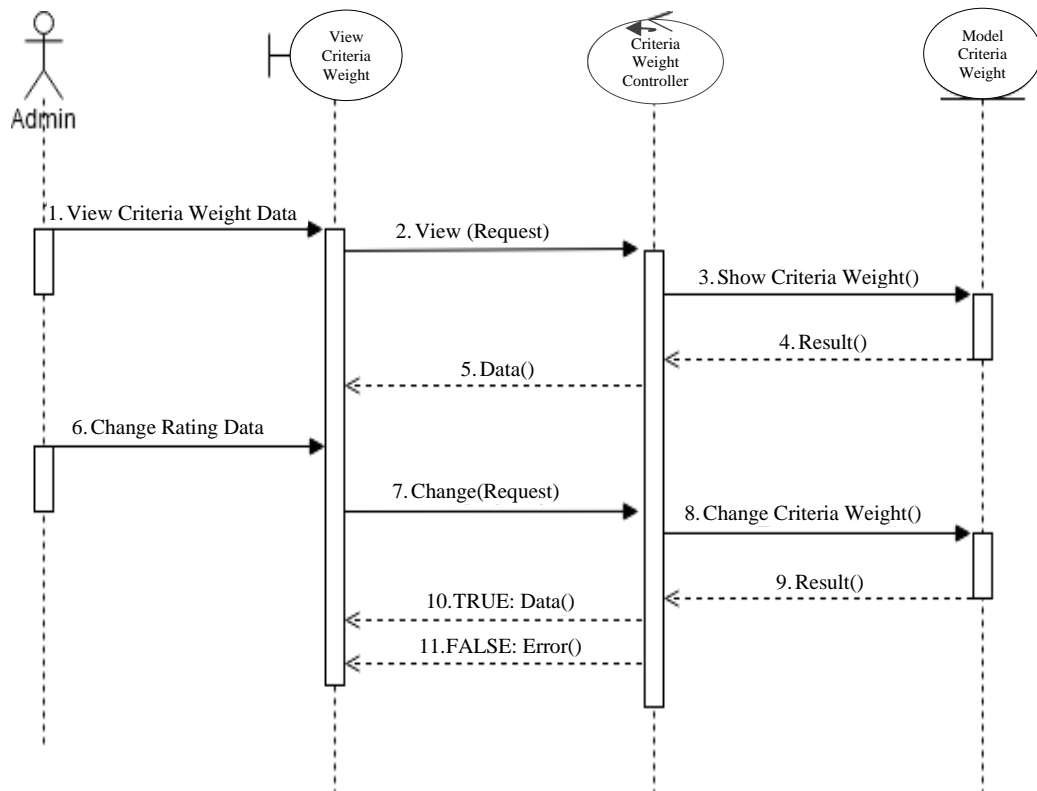 View
Criteria
Weight
Criteria
Weight
Controller
Model
Criteria
Weight
Admin
1. View Criteria Weight Data
2. View (Request)
3. Show Criteria Weight()
4. Result()
5. Data()
6. Change Rating Data
7. Change(Request)
8. Change Criteria Weight()
9. Result()
10.TRUE: Data()
11.FALSE: Error()